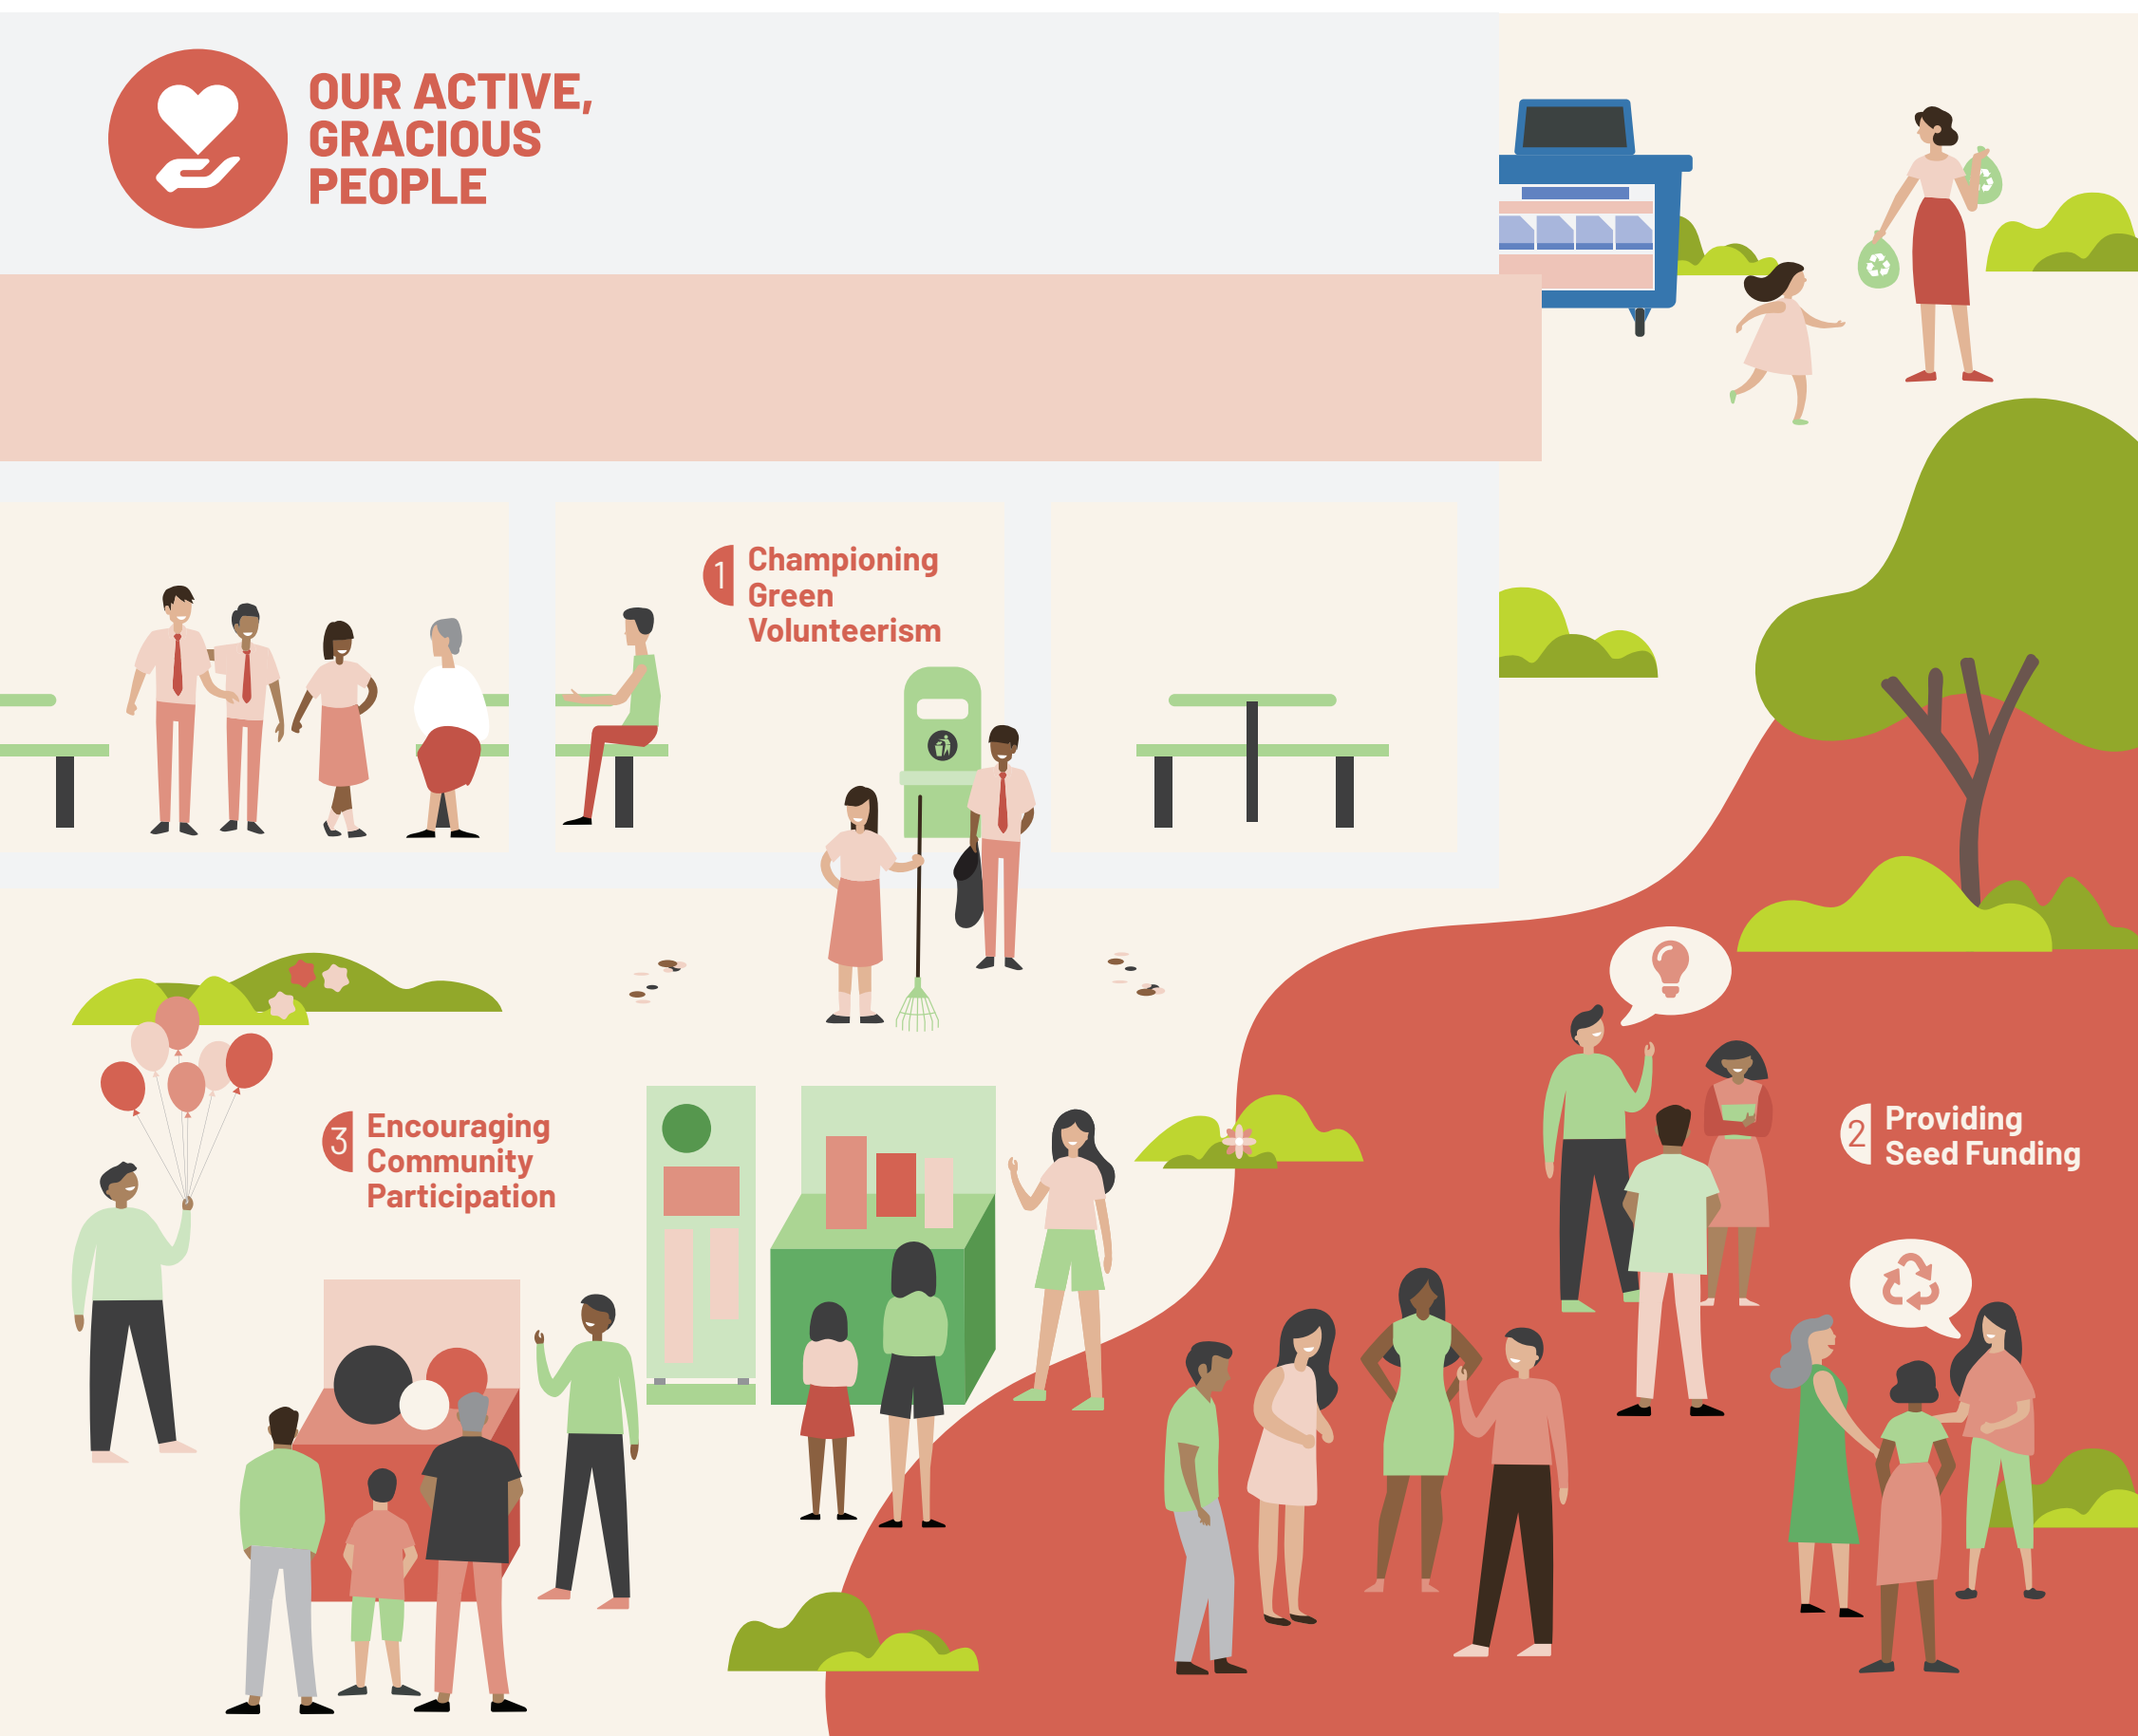 OUR ACTIVE,
GRACIOUS
PEOPLE
1
Championing
Green
Volunteerism
2
Providing
Seed Funding
3
Encouraging
Community
Participation